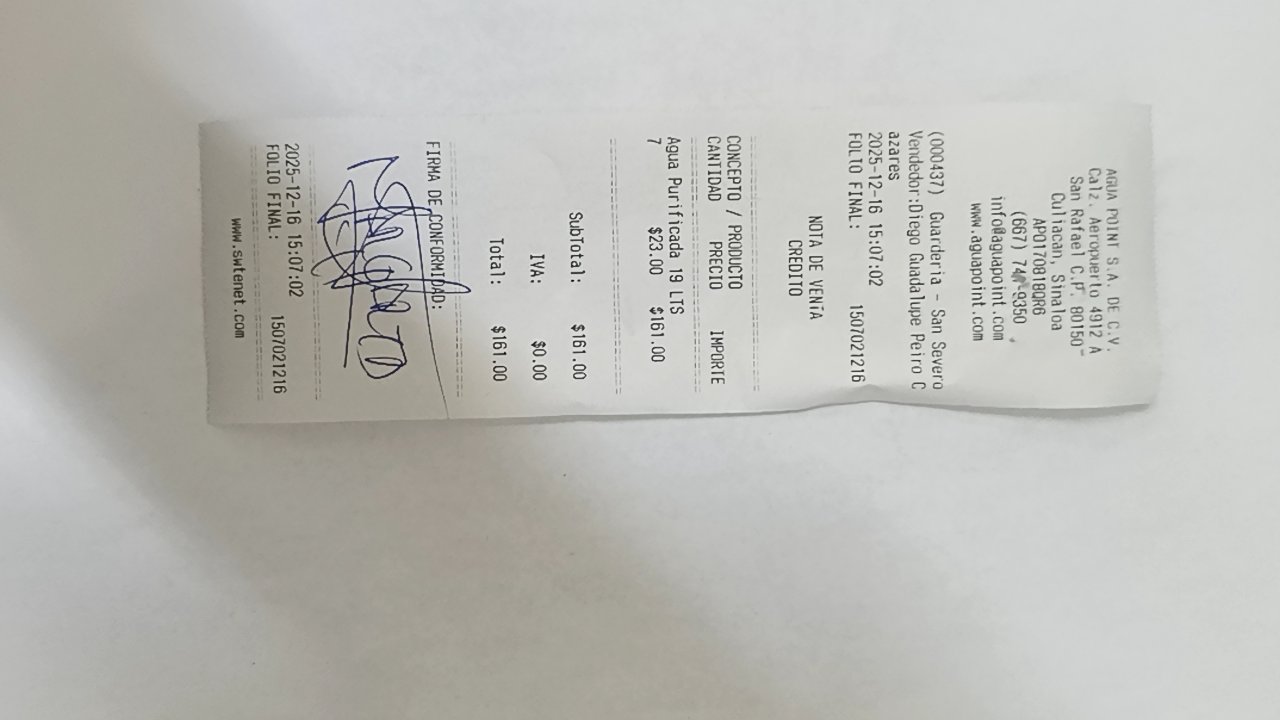 AGUA POINT S.A. DE C.V.
Calz. Aeropuerto 4912 A
San Rafael C.P. 80150
Culiacan, Sinaloa
APO170818QR6
(667) 74 -9350
info@aguapoint.com
www.aguapoint.com
(000437) Guarderia - San Severo
Vendedor:Diego Guadalupe Peiro C
azares
2025-12-16 15:07:02
FOLIO FINAL: 1507021216
NOTA DE VENTA
CREDITO
CONCEPTO / PRODUCTO
CANTIDAD PRECIO IMPORTE
Agua Purificada 19 LTS
7 $23.00 $161.00
SubTotal: $161.00
IVA: $0.00
Total: $161.00
FIRMA DE CONFORMIDAD:
2025-12-16 15:07:02
FOLIO FINAL: 1507021216
www.swtenet.com